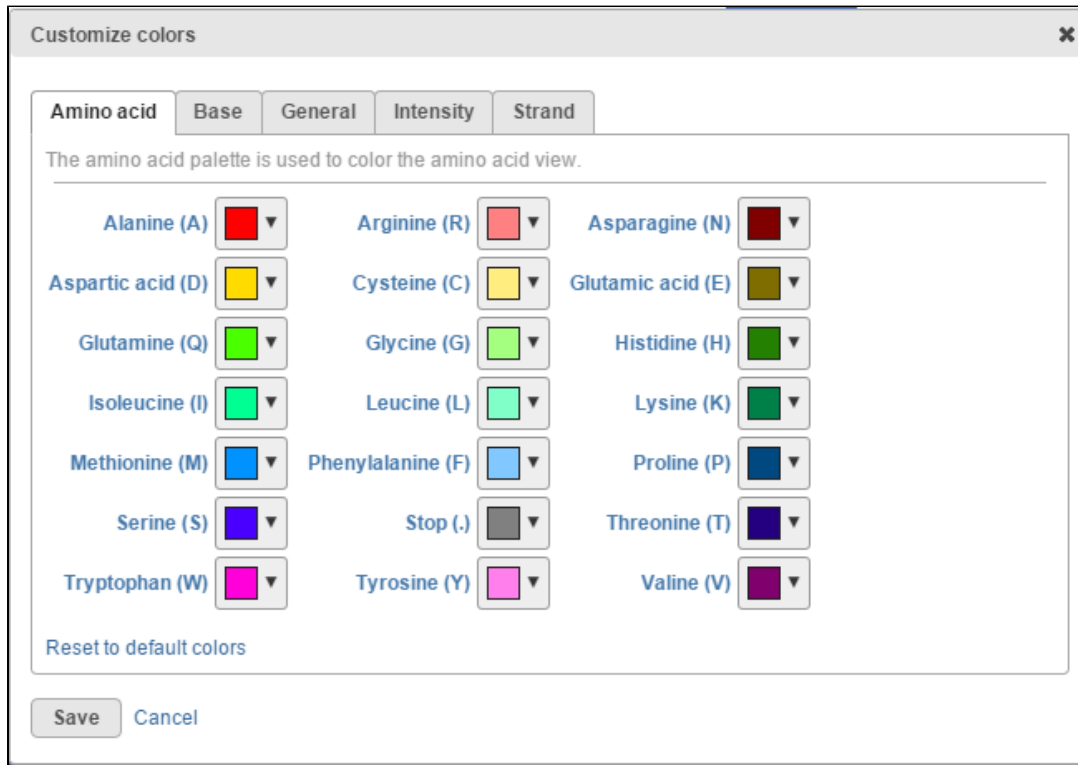 Customize colors
Amino acid Base General Intensity Strand
The amino acid palette is used to color the amino acid view.
Alanine (A) Arginine (R) Asparagine (N)
Aspartic acid (D) Cysteine (C) Glutamic acid (E)
Glutamine (Q) Glycine (G) Histidine (H)
Isoleucine (I) Leucine (L) Lysine (K)
Methionine (M) Phenylalanine (F) Proline (P)
Serine (S) Stop (.) Threonine (T)
Tryptophan (W) Tyrosine (Y) Valine (V)
Reset to default colors
Save Cancel